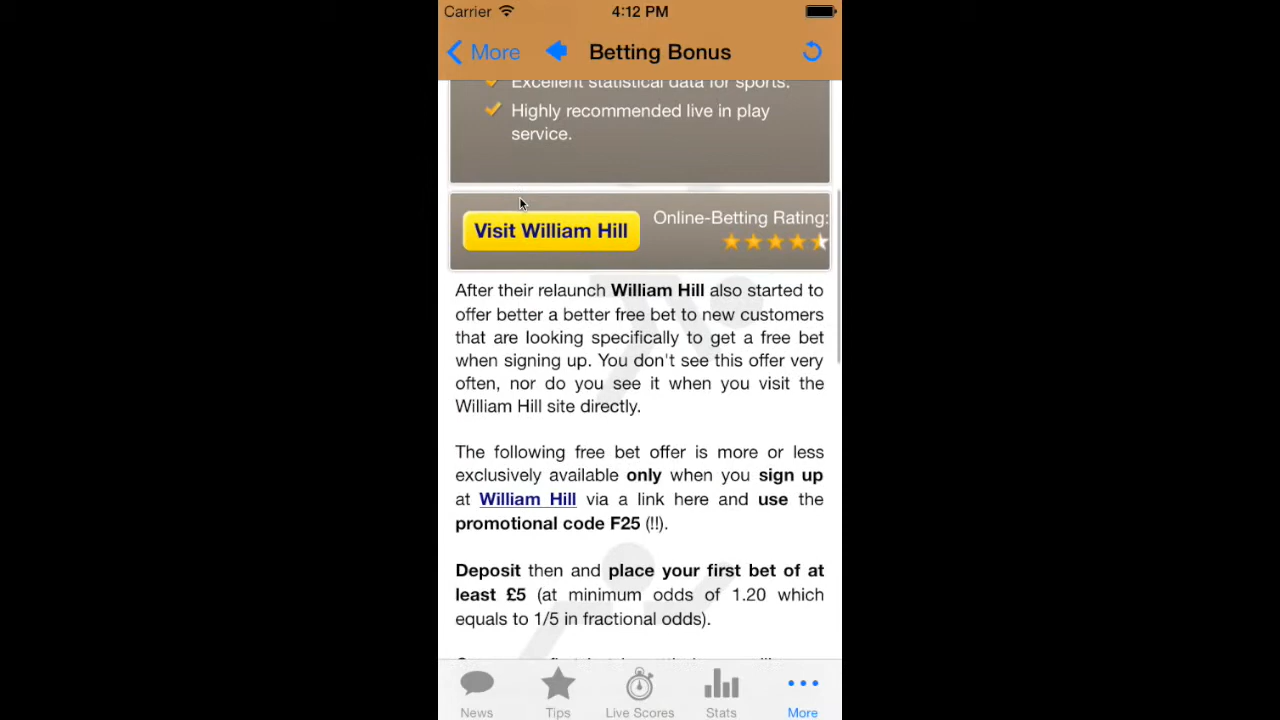 Carrier 4:12 PM
More Betting Bonus
Excellent statistical data for sports.
Highly recommended live in play
service.
Visit William Hill
Online-Betting Rating:
After their relaunch William Hill also started to
offer better a better free bet to new customers
that are looking specifically to get a free bet
when signing up. You don't see this offer very
often, nor do you see it when you visit the
William Hill site directly.
The following free bet offer is more or less
exclusively available only when you sign up
at William Hill via a link here and use the
promotional code F25 (!!).
Deposit then and place your first bet of at
least £5 (at minimum odds of 1.20 which
equals to 1/5 in fractional odds).
News Tips Live Scores Stats More